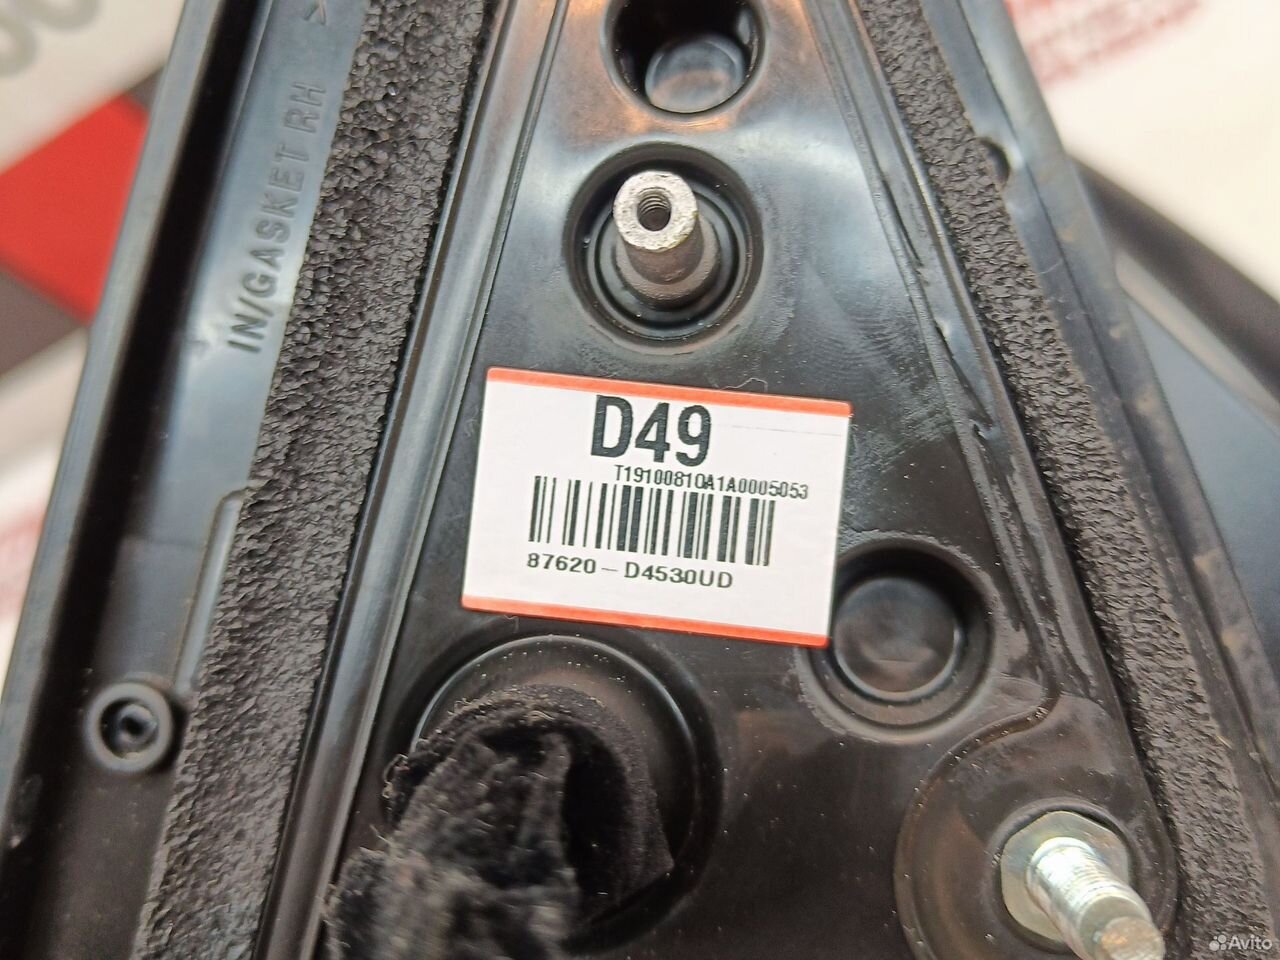 IN/GASKET RH >
D49
T19100810A1A0005053
87620-D4530UD
Avito